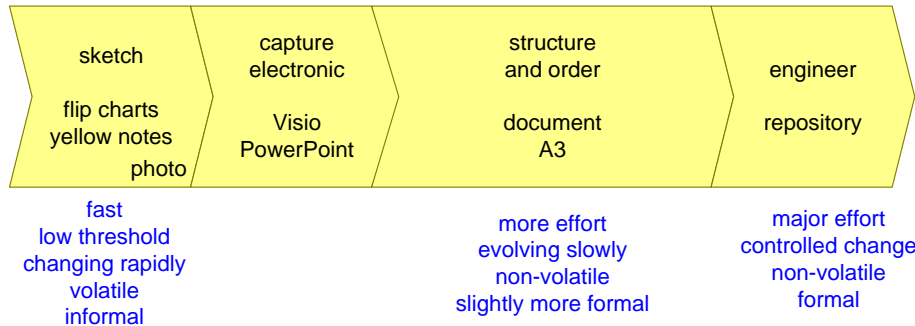 sketch
flip charts
yellow notes
photo
capture
electronic
Visio
PowerPoint
structure
and order
document
A3
engineer
repository
fast
low threshold
changing rapidly
volatile
informal
more effort
evolving slowly
non-volatile
slightly more formal
major effort
controlled change
non-volatile
formal